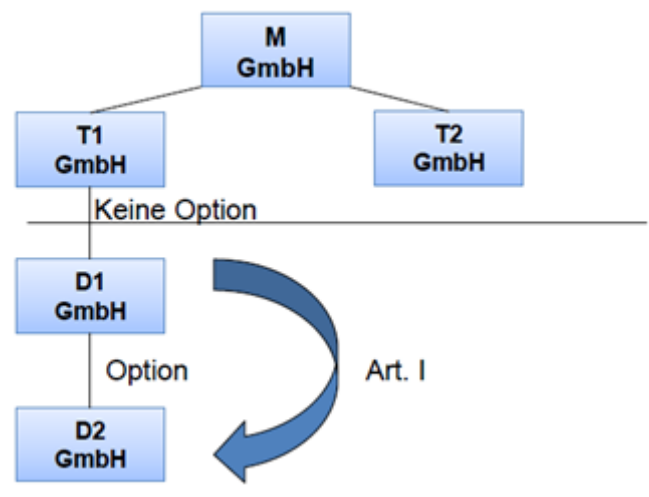 M
GmbH
T1
GmbH
T2
GmbH
Keine Option
D1
GmbH
Option
Art. I
D2
GmbH